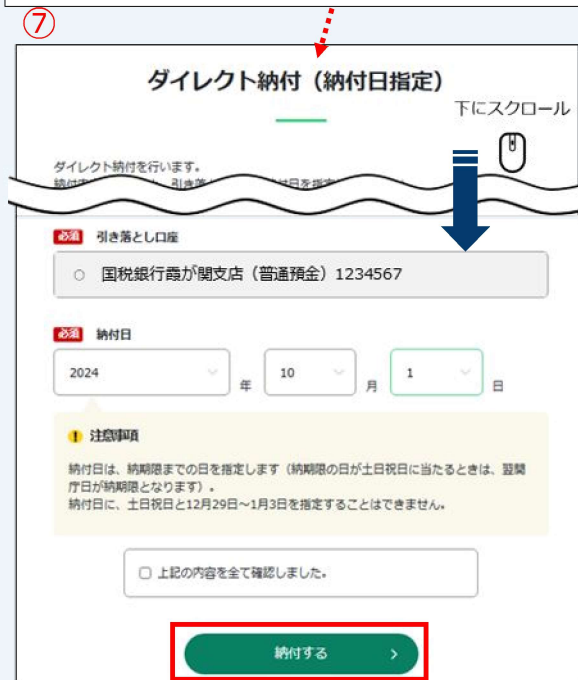 ⑦
ダイレクト納付（納付日指定）
下にスクロール
ダイレクト納付を行います。
必須 引き落とし口座
○ 国税銀行霞が関支店（普通預金）1234567
必須 納付日
2024 年 10 月 1 日
注意事項
納付日は、納期限までの日を指定します（納期限の日が土日祝日に当たるときは、翌開
庁日が納期限となります）。
納付日に、土日祝日と12月29日～1月3日を指定することはできません。
上記の内容を全て確認しました。
納付する